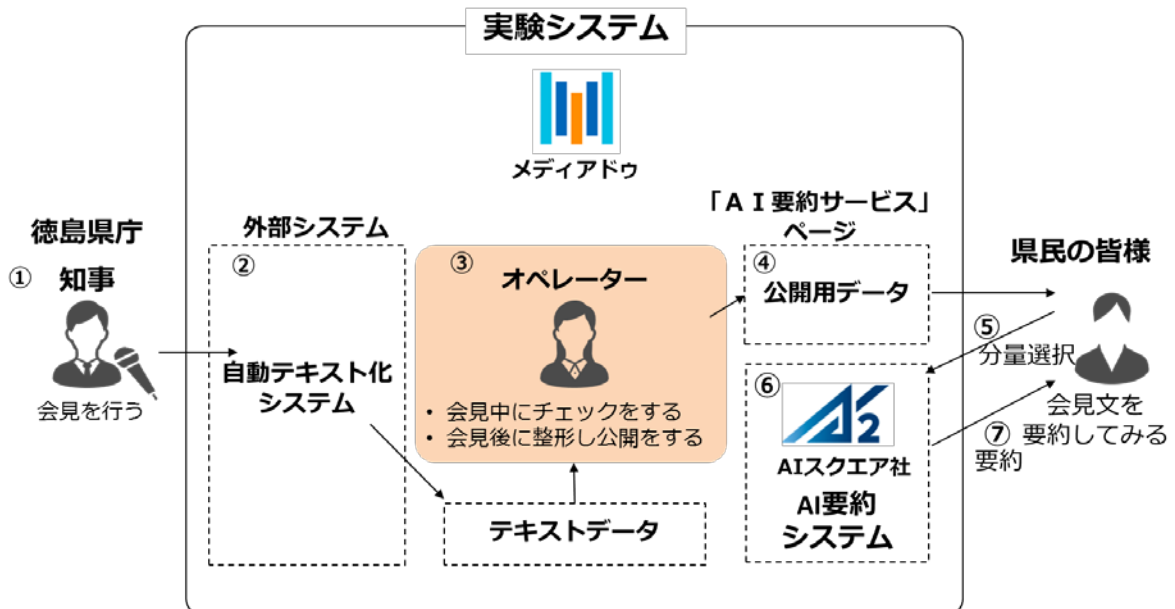 実験システム
メディアドゥ
徳島県庁
① 知事
会見を行う
外部システム
②
自動テキスト化
システム
③
オペレーター
・ 会見中にチェックをする
・ 会見後に整形し公開をする
テキストデータ
「ＡＩ要約サービス」
ページ
④
公開用データ
県民の皆様
⑤
分量選択
⑥
AIスクエア社
AI要約
システム
会見文を
⑦ 要約してみる
要約